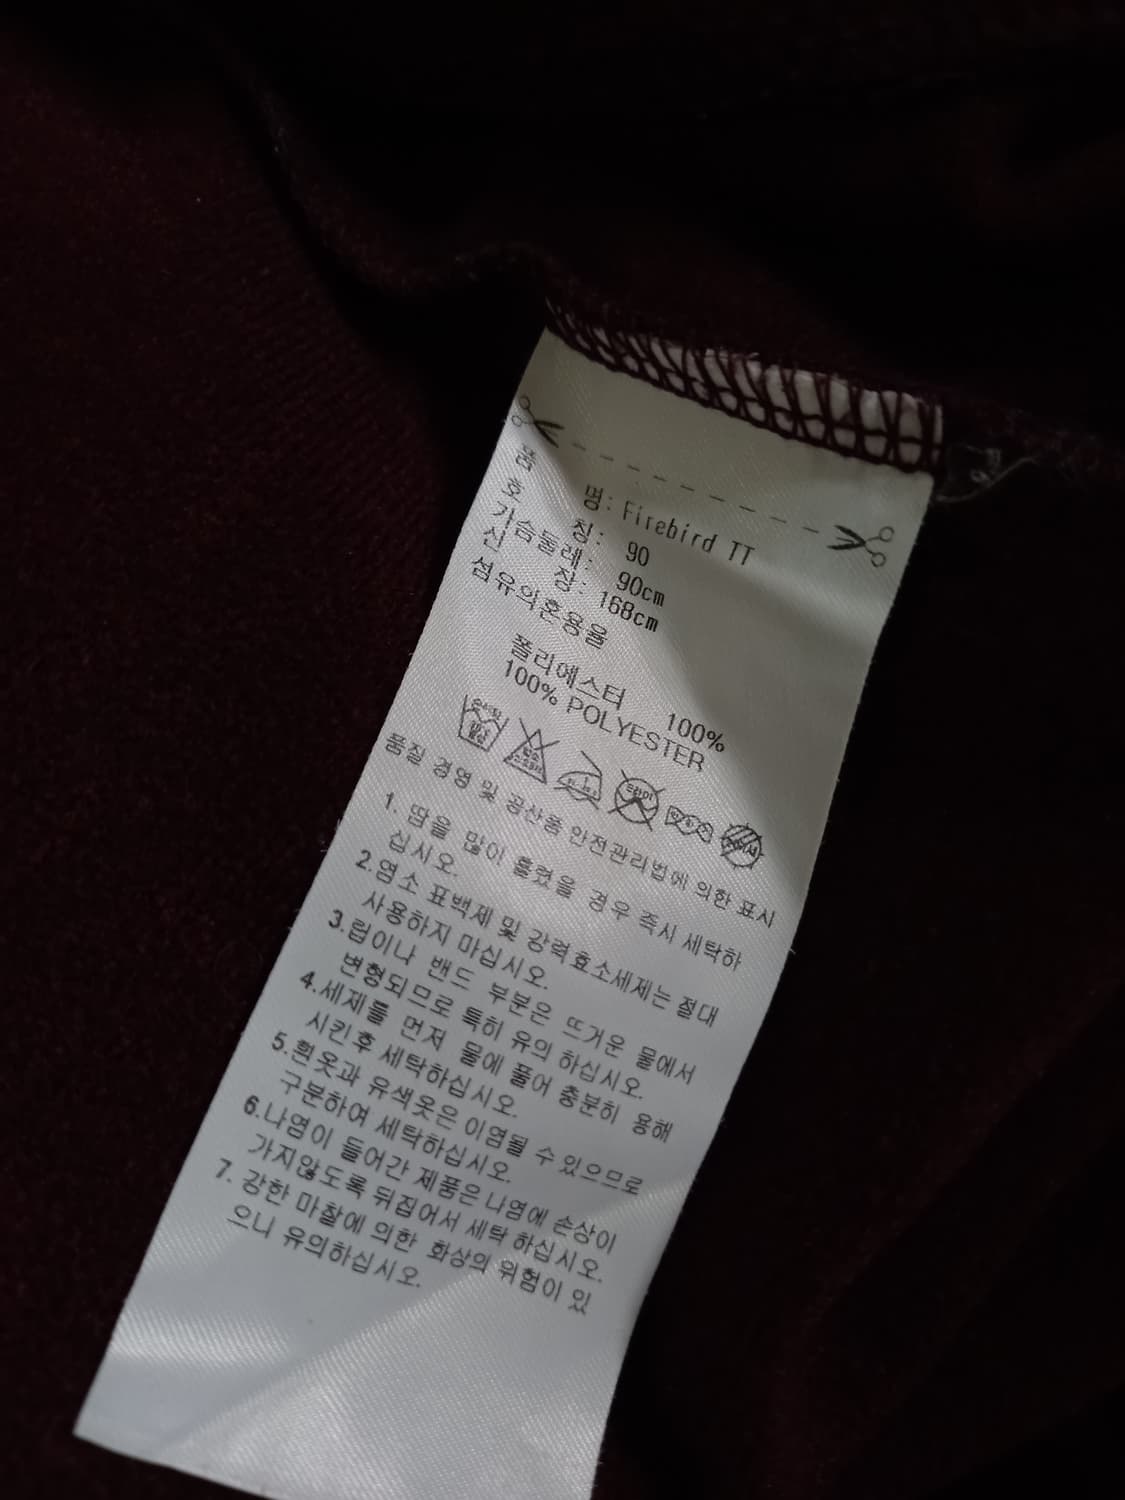 품 명: Firebird TT
호 칭: 90
가슴둘레: 90cm
신 장: 168cm
섬유의혼용율
폴리에스터 100%
100% POLYESTER
품질 경영 및 공산품 안전관리법에 의한 표시
1. 땀을 많이 흘렸을 경우 즉시 세탁하
십시오.
2.염소 표백제 및 강력효소세제는 절대
사용하지 마십시오.
3.립이나 밴드 부분은 뜨거운 물에서
변형되므로 특히 유의 하십시오.
4.세제를 먼저 물에 풀어 충분히 용해
시킨후 세탁하십시오.
5.흰옷과 유색옷은 이염될 수 있으므로
구분하여 세탁하십시오.
6.나염이 들어간 제품은 나염에 손상이
가지않도록 뒤집어서 세탁 하십시오.
7. 강한 마찰에 의한 화상의 위험이 있
으니 유의하십시오.